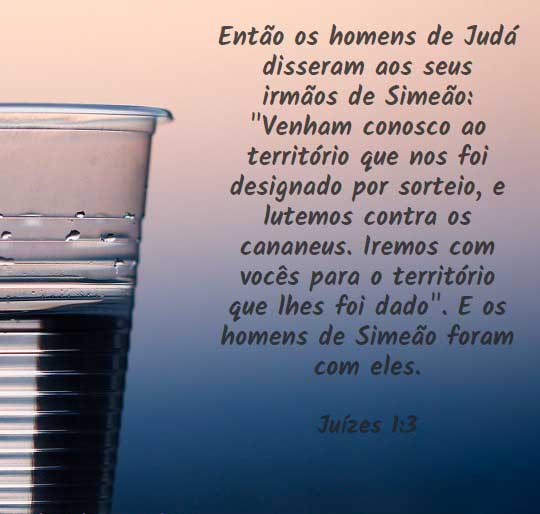 Então os homens de Judá
disseram aos seus
irmãos de Simeão:
"Venham conosco ao
território que nos foi
designado por sorteio, e
lutemos contra os
cananeus. Iremos com
vocês para o território
que lhes foi dado". E os
homens de Simeão foram
com eles.
Juízes 1:3